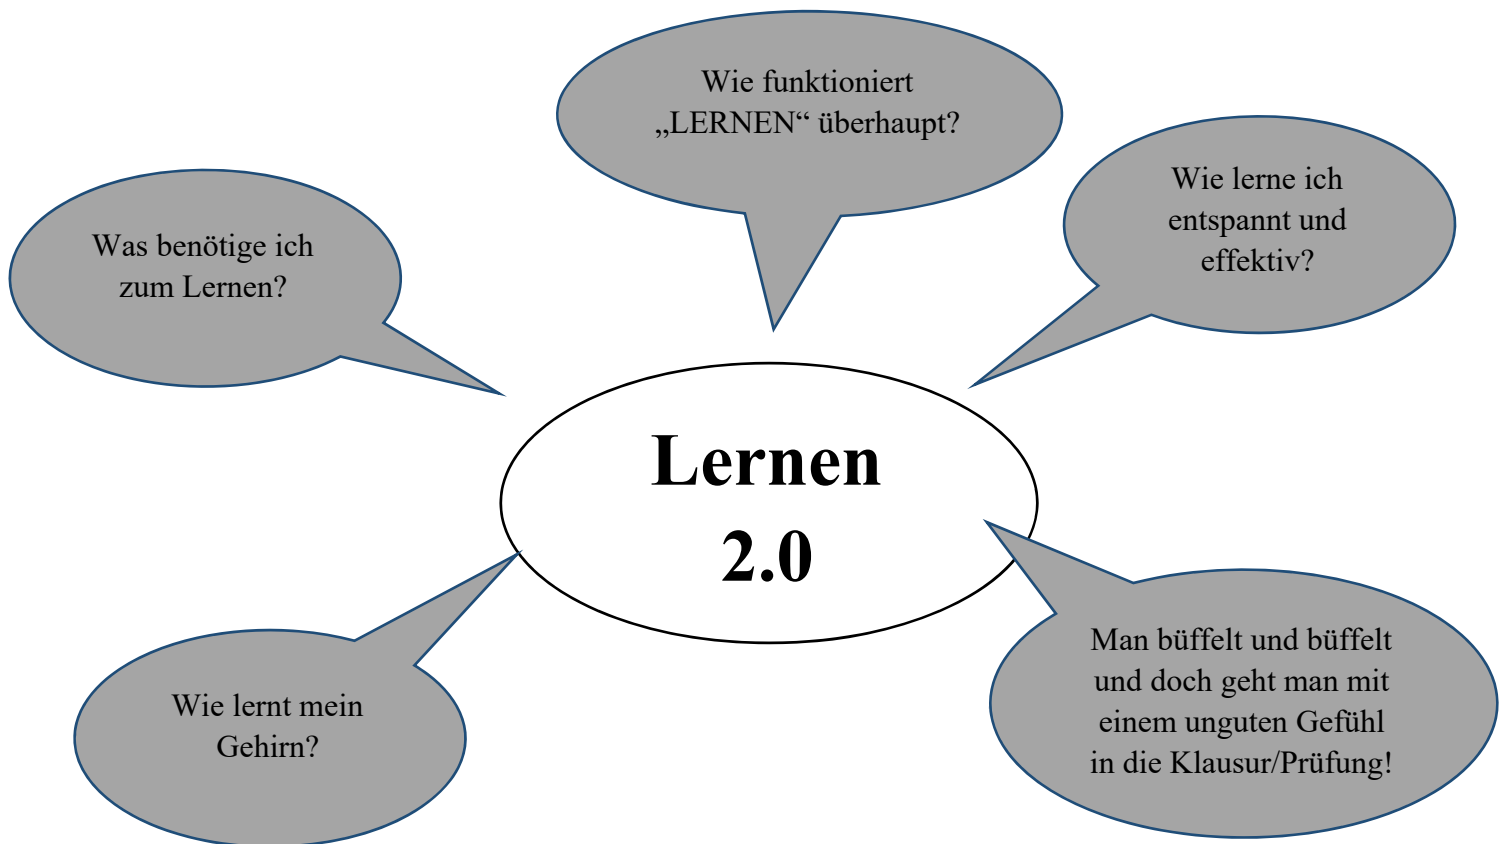 Wie funktioniert
„LERNEN“ überhaupt?
Wie lerne ich
entspannt und
effektiv?
Was benötige ich
zum Lernen?
Lernen
2.0
Man büffelt und büffelt
und doch geht man mit
einem unguten Gefühl
in die Klausur/Prüfung!
Wie lernt mein
Gehirn?